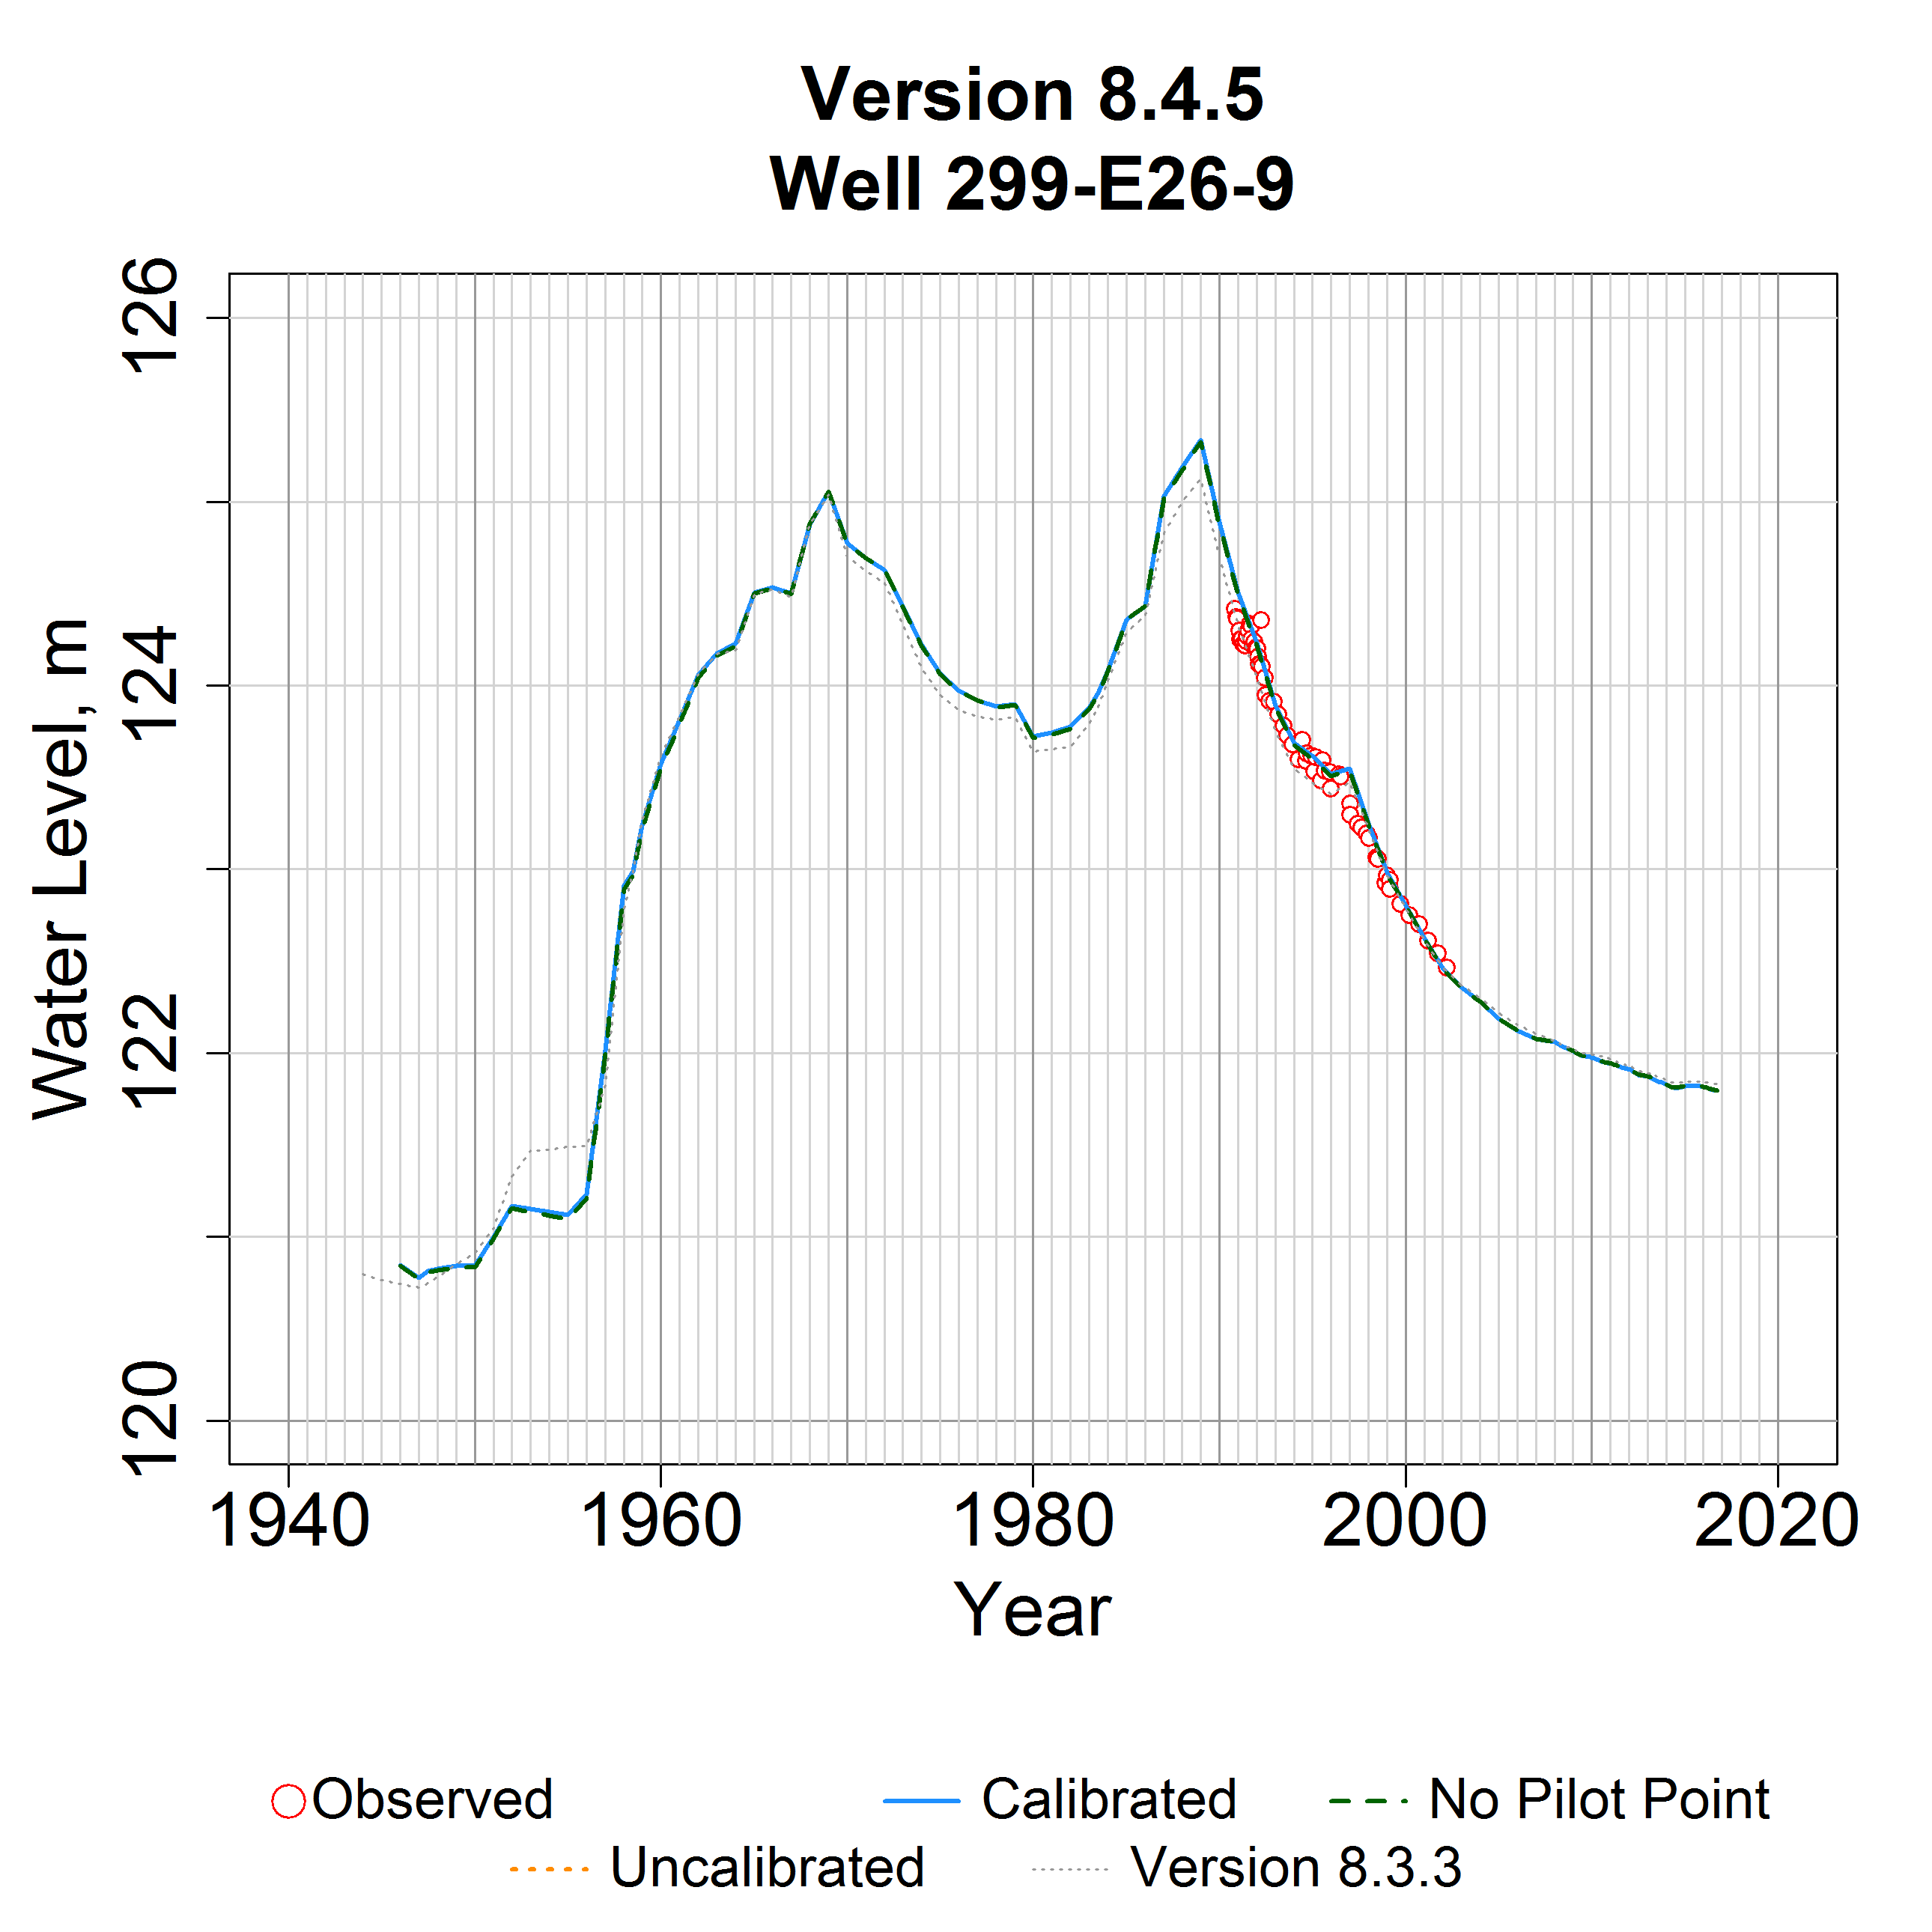 Version 8.4.5
Well 299-E26-9
126
124
122
120
Water Level, m
1940 1960 1980 2000 2020
Year
Observed Calibrated No Pilot Point
Uncalibrated Version 8.3.3